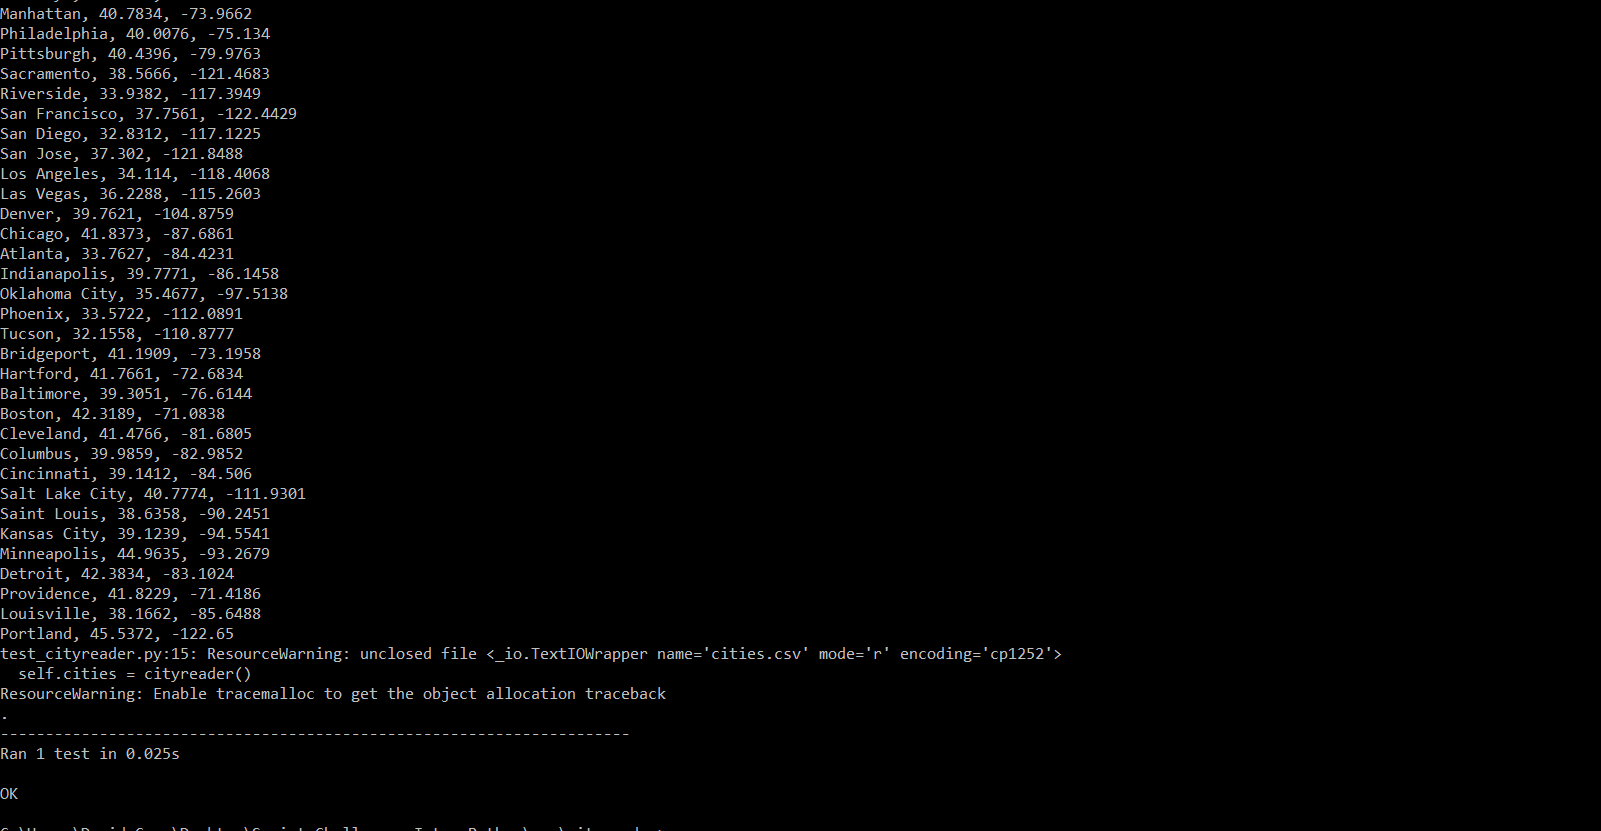 Manhattan, 40.7834, -73.9662
Philadelphia, 40.0076, -75.134
Pittsburgh, 40.4396, -79.9763
Sacramento, 38.5666, -121.4683
Riverside, 33.9382, -117.3949
San Francisco, 37.7561, -122.4429
San Diego, 32.8312, -117.1225
San Jose, 37.302, -121.8488
Los Angeles, 34.114, -118.4068
Las Vegas, 36.2288, -115.2603
Denver, 39.7621, -104.8759
Chicago, 41.8373, -87.6861
Atlanta, 33.7627, -84.4231
Indianapolis, 39.7771, -86.1458
Oklahoma City, 35.4677, -97.5138
Phoenix, 33.5722, -112.0891
Tucson, 32.1558, -110.8777
Bridgeport, 41.1909, -73.1958
Hartford, 41.7661, -72.6834
Baltimore, 39.3051, -76.6144
Boston, 42.3189, -71.0838
Cleveland, 41.4766, -81.6805
Columbus, 39.9859, -82.9852
Cincinnati, 39.1412, -84.506
Salt Lake City, 40.7774, -111.9301
Saint Louis, 38.6358, -90.2451
Kansas City, 39.1239, -94.5541
Minneapolis, 44.9635, -93.2679
Detroit, 42.3834, -83.1024
Providence, 41.8229, -71.4186
Louisville, 38.1662, -85.6488
Portland, 45.5372, -122.65
test_cityreader.py:15: ResourceWarning: unclosed file <_io.TextIOWrapper name='cities.csv' mode='r' encoding='cp1252'>
  self.cities = cityreader()
ResourceWarning: Enable tracemalloc to get the object allocation traceback
.
----------------------------------------------------------------------
Ran 1 test in 0.025s
OK